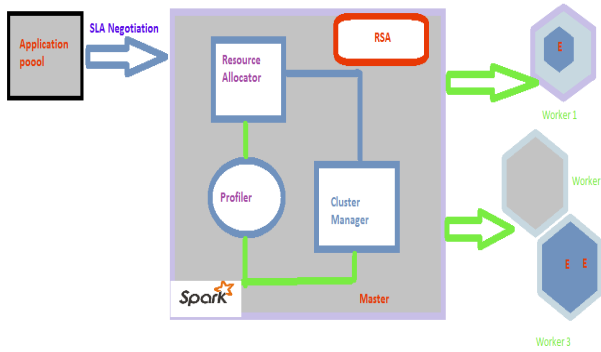 Application
poool
SLA Negotiation
RSA
Resource
Allocator
Profiler
Cluster
Manager
Spark
Master
E
Worker 1
Worker
E E
Worker 3